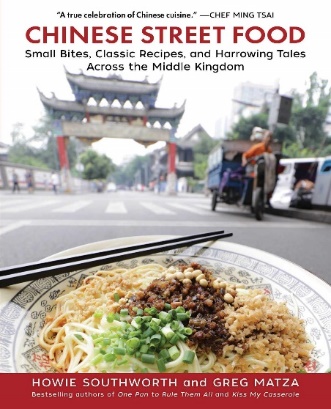 "A true celebration of Chinese cuisine." —CHEF MING TSAI
CHINESE STREET FOOD
Small Bites, Classic Recipes, and Harrowing Tales
Across the Middle Kingdom
HOWIE SOUTHWORTH and GREG MATZA
Bestselling authors of One Pan to Rule Them All and Kiss My Casserole